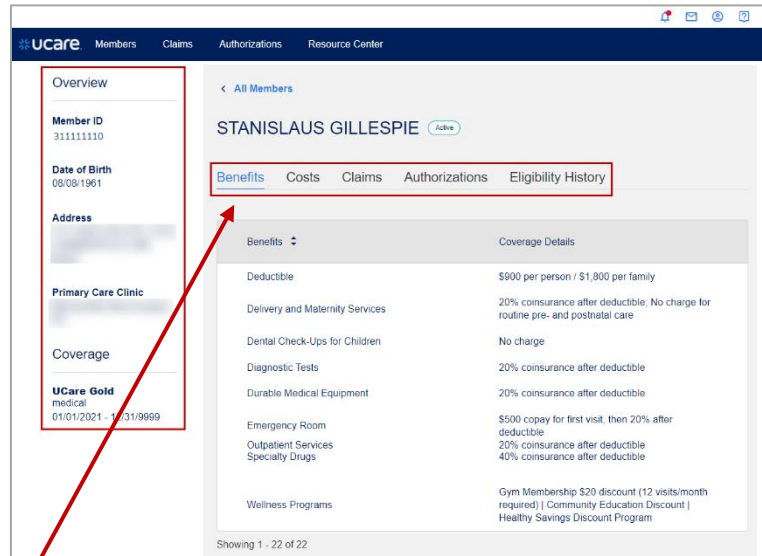 ucare. Members Claims Authorizations Resource Center
Overview
Member ID
311111110
Date of Birth
08/08/1961
Address
Primary Care Clinic
Coverage
UCare Gold
medical
01/01/2021 - 12/31/9999
< All Members
STANISLAUS GILLESPIE Active
Benefits Costs Claims Authorizations Eligibility History
Benefits Coverage Details
Deductible $900 per person / $1,800 per family
Delivery and Maternity Services 20% coinsurance after deductible; No charge for
routine pre- and postnatal care
Dental Check-Ups for Children No charge
Diagnostic Tests 20% coinsurance after deductible
Durable Medical Equipment 20% coinsurance after deductible
Emergency Room $500 copay for first visit, then 20% after
deductible
Outpatient Services 20% coinsurance after deductible
Specialty Drugs 40% coinsurance after deductible
Wellness Programs Gym Membership $20 discount (12 visits/month
required) | Community Education Discount |
Healthy Savings Discount Program
Showing 1 - 22 of 22